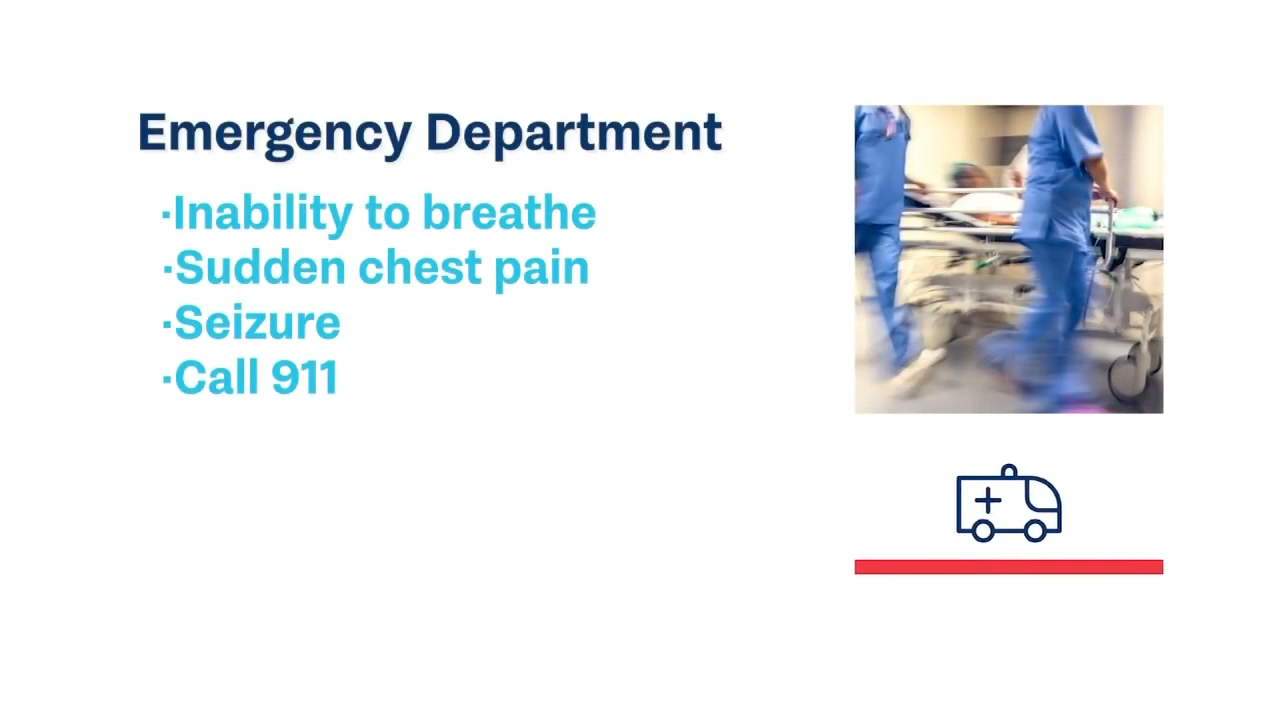 Emergency Department
·Inability to breathe
·Sudden chest pain
·Seizure
·Call 911